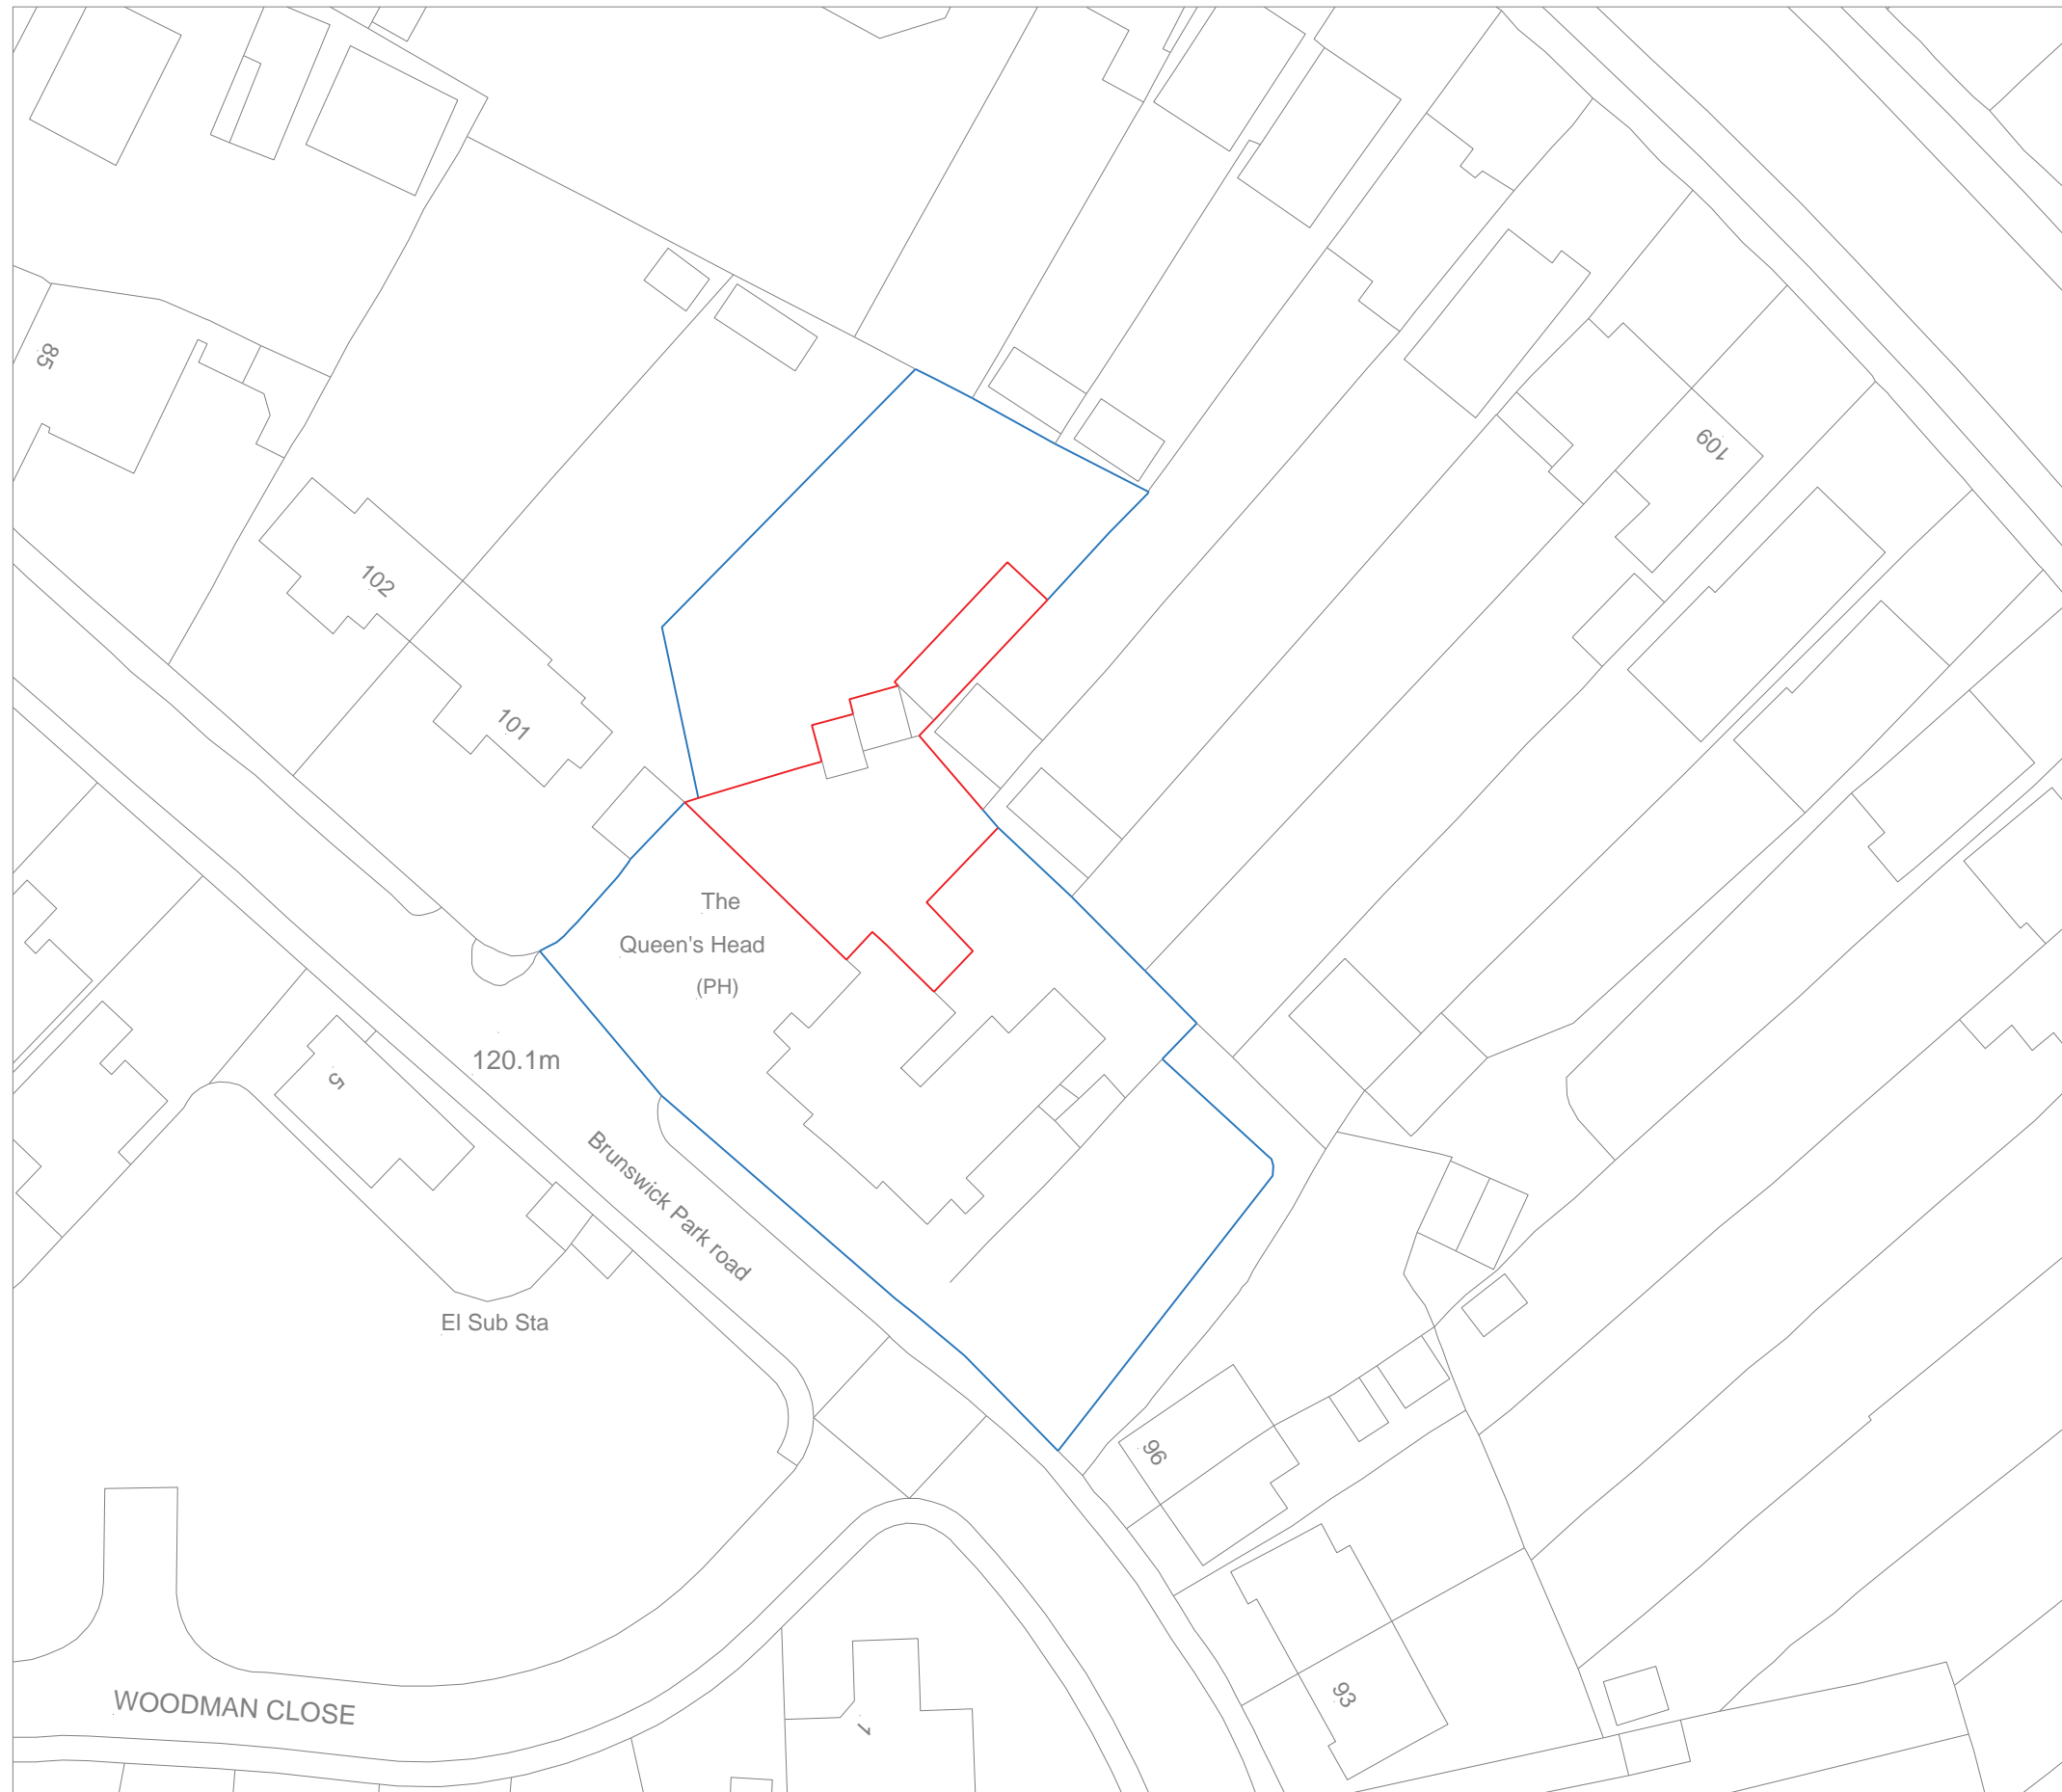 85
102
109
101
The
Queen's Head
(PH)
120.1m
5
Brunswick Park road
El Sub Sta
96
93
WOODMAN CLOSE
1